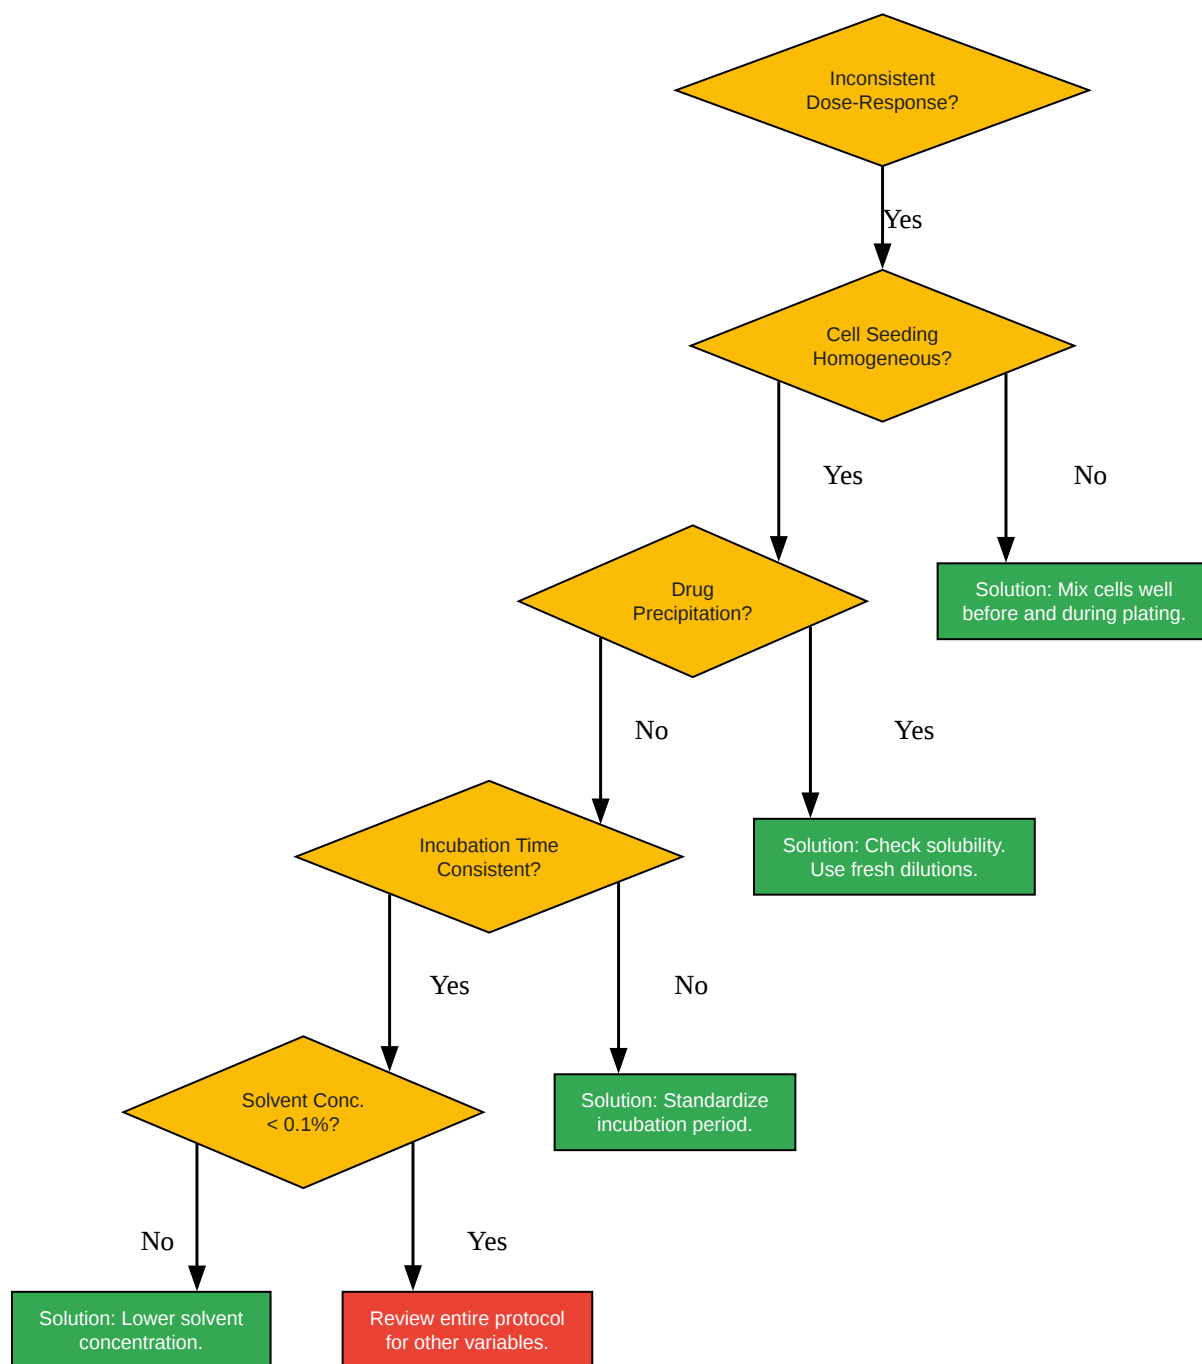 Inconsistent
Dose-Response?
Yes
Cell Seeding
Homogeneous?
Yes
No
Drug
Precipitation?
Solution: Mix cells well
before and during plating.
No
Yes
Incubation Time
Consistent?
Solution: Check solubility.
Use fresh dilutions.
Yes
No
Solvent Conc.
< 0.1%?
Solution: Standardize
incubation period.
No
Yes
Solution: Lower solvent
concentration.
Review entire protocol
for other variables.